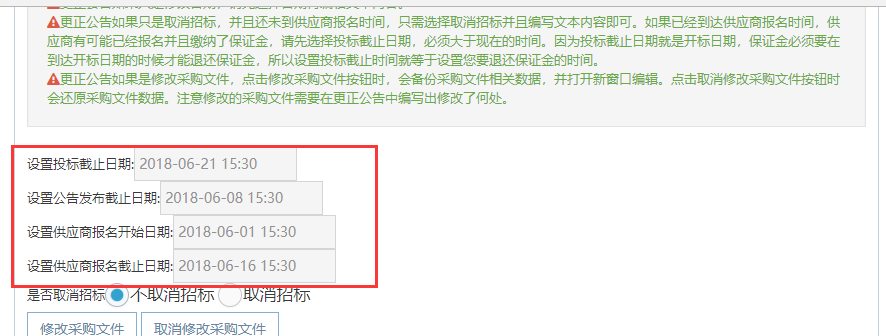 更正公告如果只是取消招标，并且还未到供应商报名时间，只需选择取消招标并且编写文本内容即可。如果已经到达供应商报名时间，供
应商有可能已经报名并且缴纳了保证金，请先选择投标截止日期，必须大于现在的时间。因为投标截止日期就是开标日期，保证金必须要在
到达开标日期的时候才能退还保证金，所以设置投标截止时间就等于设置您要退还保证金的时间。
更正公告如果是修改采购文件，点击修改采购文件按钮时，会备份采购文件相关数据，并打开新窗口编辑。点击取消修改采购文件按钮时
会还原采购文件数据。注意修改的采购文件需要在更正公告中编写出修改了何处。
设置投标截止日期:2018-06-21 15:30
设置公告发布截止日期:2018-06-08 15:30
设置供应商报名开始日期:2018-06-01 15:30
设置供应商报名截止日期:2018-06-16 15:30
是否取消招标 不取消招标 取消招标
修改采购文件 取消修改采购文件